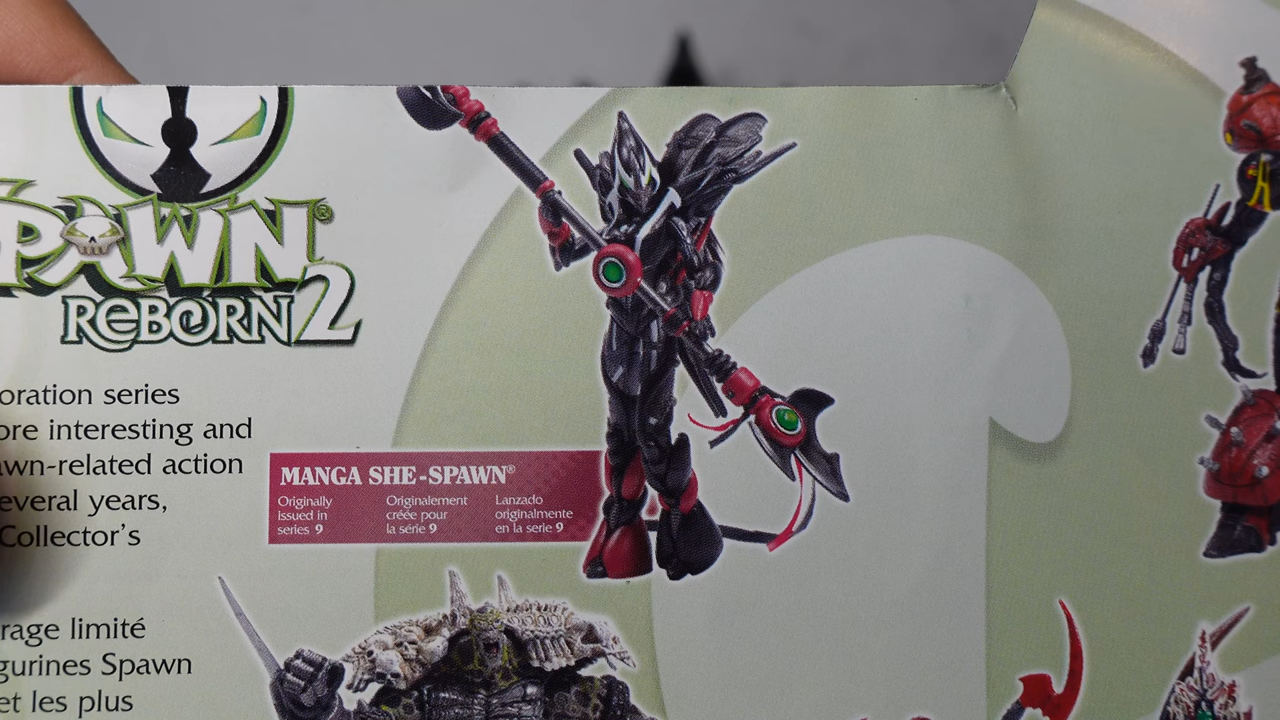 SPAWN®
REBORN 2
oration series
ore interesting and
awn-related action
everal years,
Collector's
rage limité
gurines Spawn
et les plus
MANGA SHE-SPAWN®
Originally
issued in
series 9
Originalement
créée pour
la série 9
Lanzado
originalmente
en la serie 9